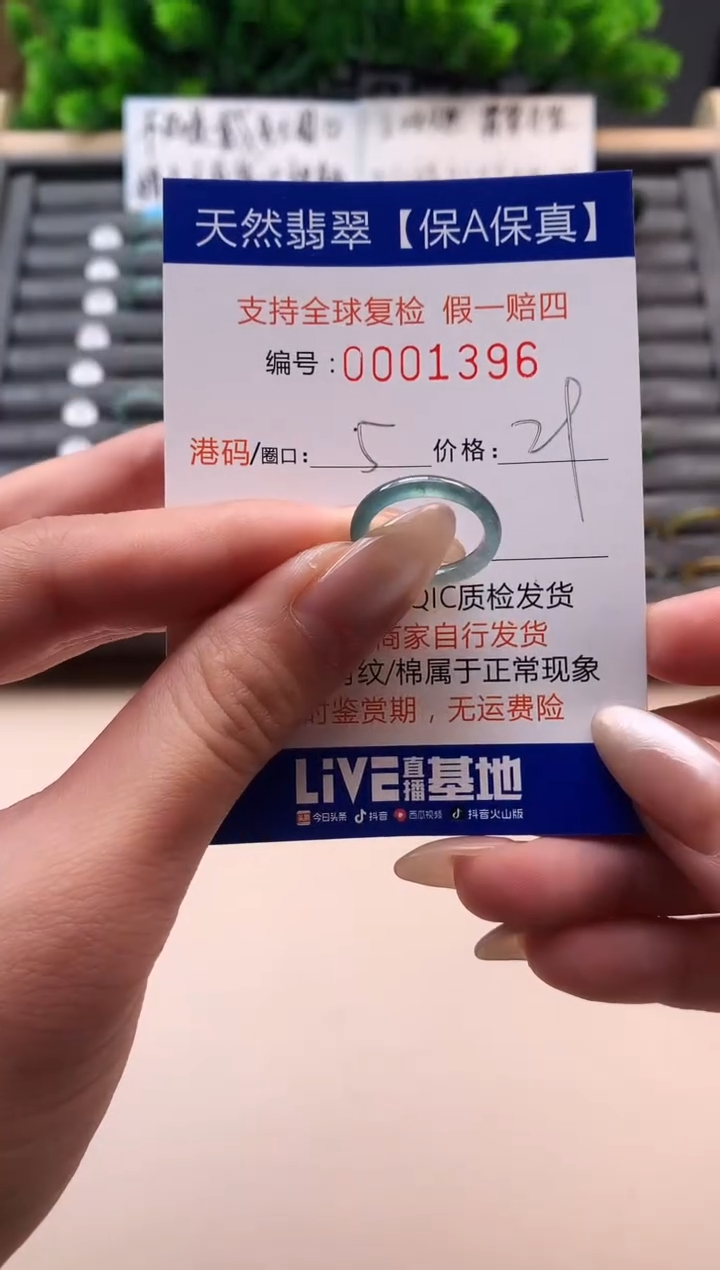 天然翡翠【保A保真】
支持全球复检 假一赔四
编号：0001396
港码/圈口：5 价格：
QIC质检发货
商家自行发货
纹/棉属于正常现象
时鉴赏期，无运费险
LiVE直播基地
今日头条 抖音 西瓜视频 抖音火山版